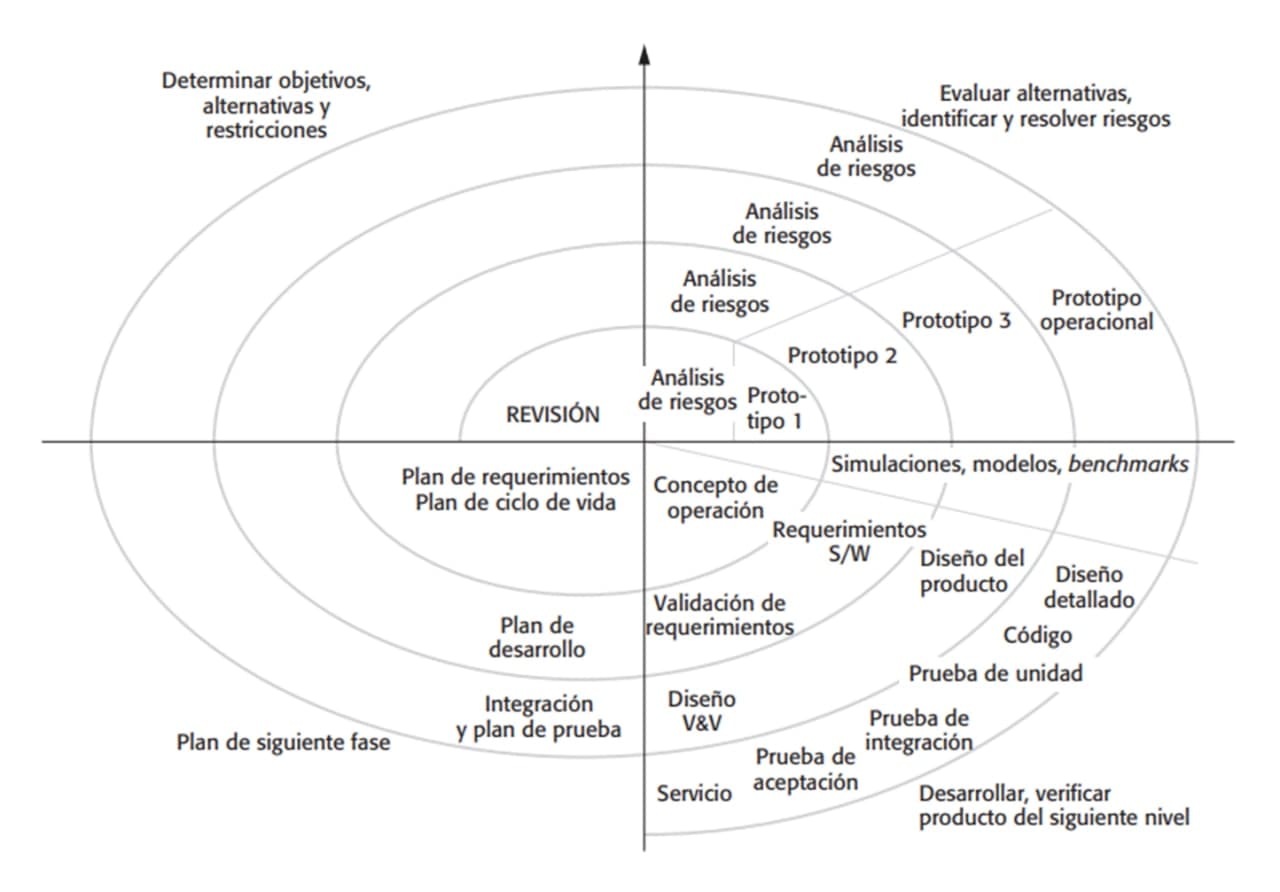 Determinar objetivos,
alternativas y
restricciones
Evaluar alternativas,
identificar y resolver riesgos
Análisis
de riesgos
Análisis
de riesgos
Análisis
de riesgos
Prototipo
operacional
Prototipo 3
Prototipo 2
Análisis
de riesgos
Proto-
tipo 1
REVISIÓN
Simulaciones, modelos, benchmarks
Plan de requerimientos
Plan de ciclo de vida
Concepto de
operación
Requerimientos
S/W
Diseño del
producto
Diseño
detallado
Validación de
requerimientos
Plan de
desarrollo
Código
Prueba de unidad
Diseño
V&V
Integración
y plan de prueba
Prueba de
integración
Plan de siguiente fase
Prueba de
aceptación
Servicio
Desarrollar, verificar
producto del siguiente nivel